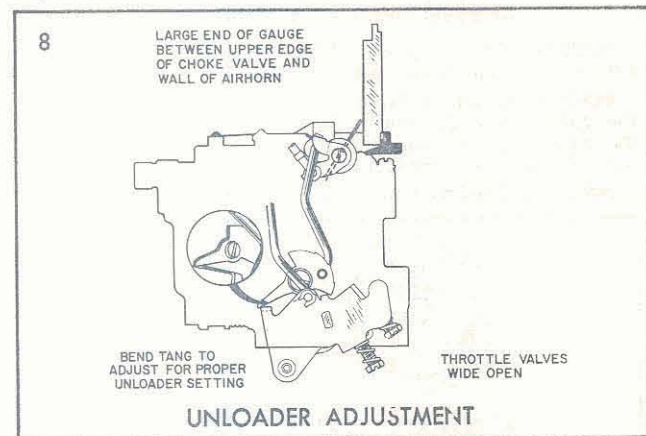 8
LARGE END OF GAUGE
BETWEEN UPPER EDGE
OF CHOKE VALVE AND
WALL OF AIRHORN
BEND TANG TO
ADJUST FOR PROPER
UNLOADER SETTING
THROTTLE VALVES
WIDE OPEN
UNLOADER ADJUSTMENT